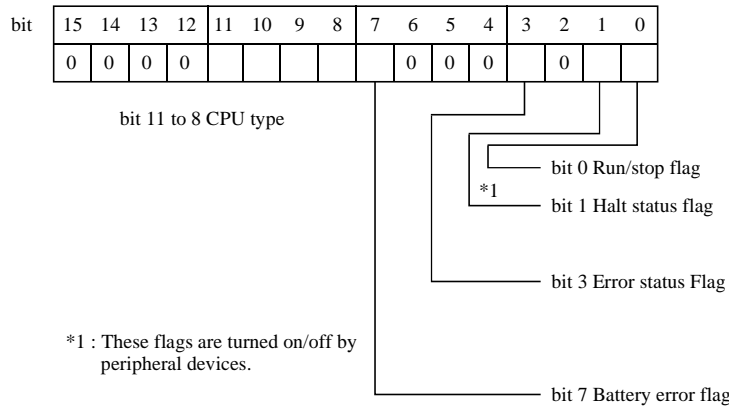 bit 15 14 13 12 11 10 9 8 7 6 5 4 3 2 1 0
0 0 0 0 0 0 0 0
bit 11 to 8 CPU type
bit 0 Run/stop flag
*1
bit 1 Halt status flag
bit 3 Error status Flag
*1 : These flags are turned on/off by
peripheral devices.
bit 7 Battery error flag